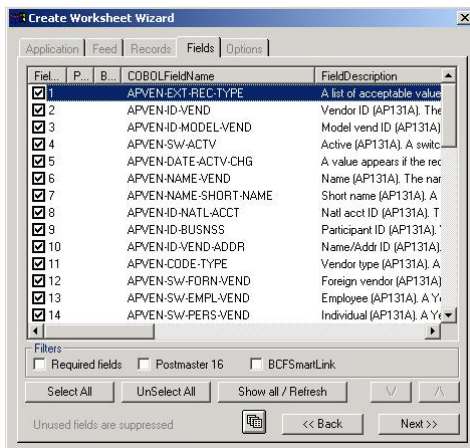 Create Worksheet Wizard
Application Feed Records Fields Options
Fiel... P... B... COBOLFieldName FieldDescription
1 APVEN-EXT-REC-TYPE A list of acceptable value
2 APVEN-ID-VEND Vendor ID (AP131A). The
3 APVEN-ID-MODEL-VEND Model vend ID (AP131A)
4 APVEN-SW-ACTV Active (AP131A). A switc
5 APVEN-DATE-ACTV-CHG A value appears if the rec
6 APVEN-NAME-VEND Name (AP131A). The nar
7 APVEN-NAME-SHORT-NAME Short name (AP131A). A
8 APVEN-ID-NATL-ACCT Natl acct ID (AP131A). T
9 APVEN-ID-BUSNSS Participant ID (AP131A).
10 APVEN-ID-VEND-ADDR Name/Addr ID (AP131A).
11 APVEN-CODE-TYPE Vendor type (AP131A). A
12 APVEN-SW-FORN-VEND Foreign vendor (AP131A)
13 APVEN-SW-EMPL-VEND Employee (AP131A). A Ye
14 APVEN-SW-PERS-VEND Individual (AP131A). A Ye
Filters
Required fields Postmaster 16 BCFSmartLink
Select All UnSelect All Show all / Refresh \/ /\
Unused fields are suppressed << Back Next >>